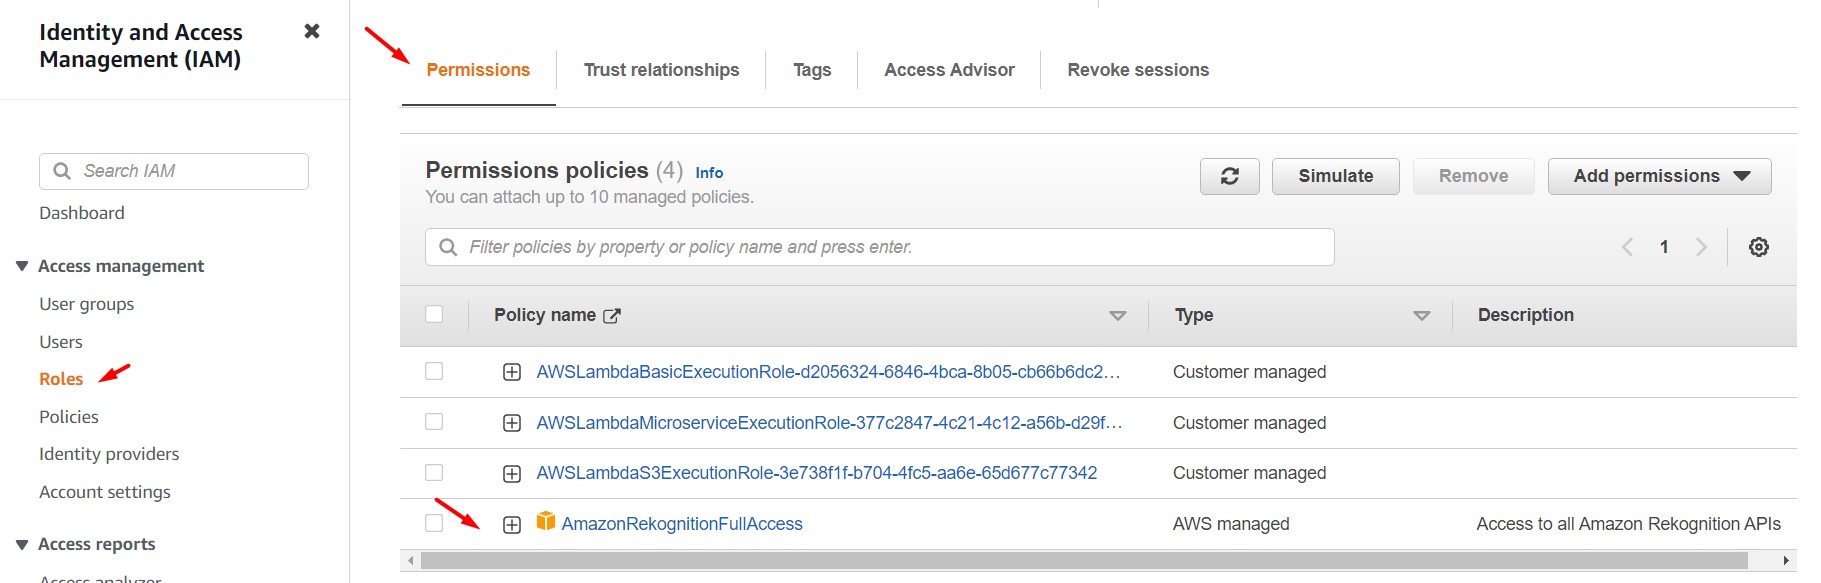 Identity and Access
Management (IAM)
Search IAM
Dashboard
Access management
User groups
Users
Roles
Policies
Identity providers
Account settings
Access reports
Access analyzer
Permissions
Trust relationships
Tags
Access Advisor
Revoke sessions
Permissions policies (4) Info
You can attach up to 10 managed policies.
Simulate
Remove
Add permissions
Filter policies by property or policy name and press enter.
1
Policy name Type Description
AWSLambdaBasicExecutionRole-d2056324-6846-4bca-8b05-cb66b6dc2… Customer managed
AWSLambdaMicroserviceExecutionRole-377c2847-4c21-4c12-a56b-d29f… Customer managed
AWSLambdaS3ExecutionRole-3e738f1f-b704-4fc5-aa6e-65d677c77342 Customer managed
AmazonRekognitionFullAccess AWS managed Access to all Amazon Rekognition APIs